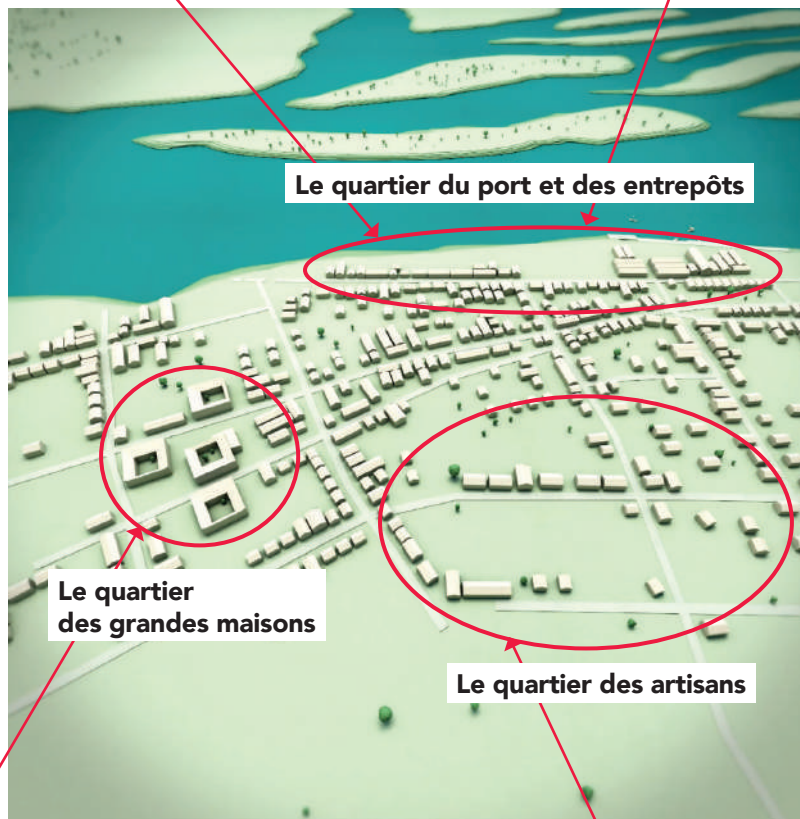 Le quartier du port et des entrepôts
Le quartier
des grandes maisons
Le quartier des artisans